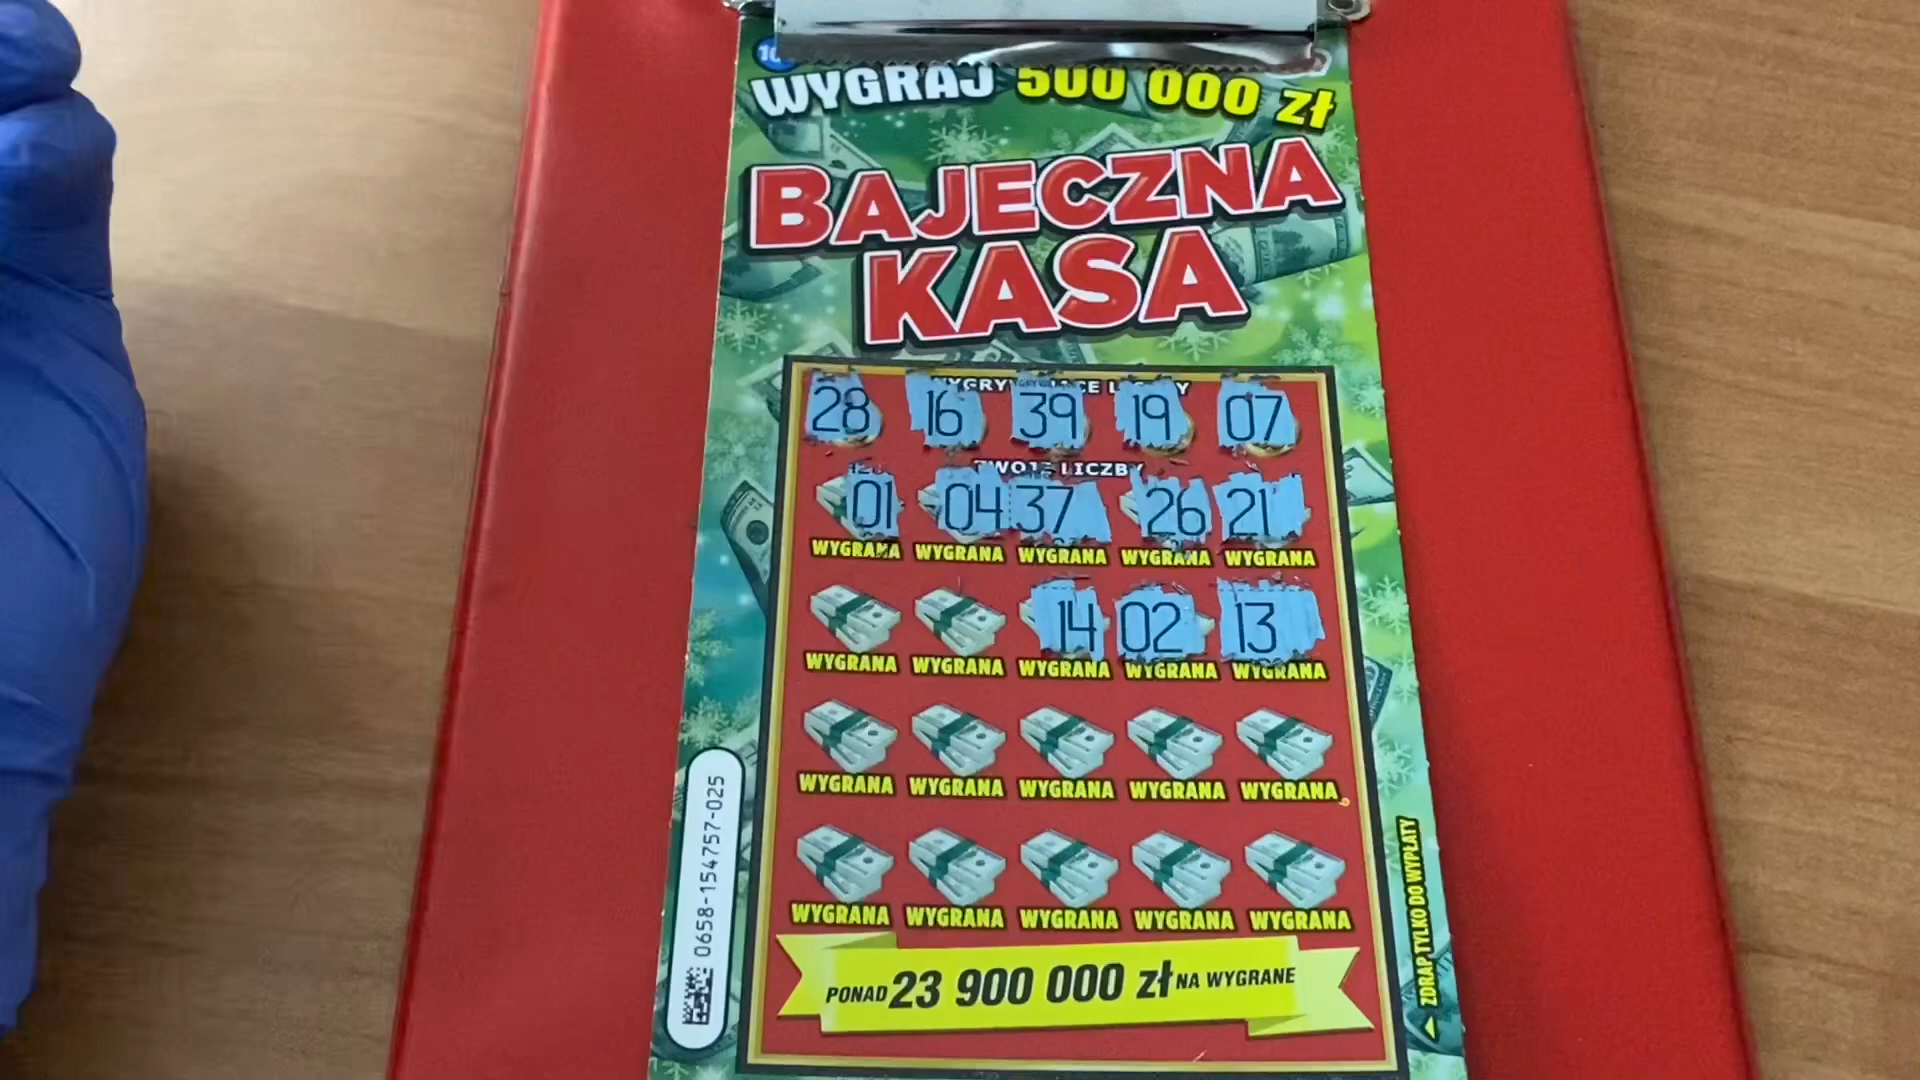 WYGRAJ 500 000 zł
BAJECZNA
KASA
28 16 39 19 07
TWOJE LICZBY
01 04 37 26 21
WYGRANA WYGRANA WYGRANA WYGRANA WYGRANA
14 02 13
WYGRANA WYGRANA WYGRANA WYGRANA WYGRANA
WYGRANA WYGRANA WYGRANA WYGRANA WYGRANA
WYGRANA WYGRANA WYGRANA WYGRANA WYGRANA
PONAD 23 900 000 zł NA WYGRANE
0658-154757-025
ZDRAP TYLKO DO WYPŁATY